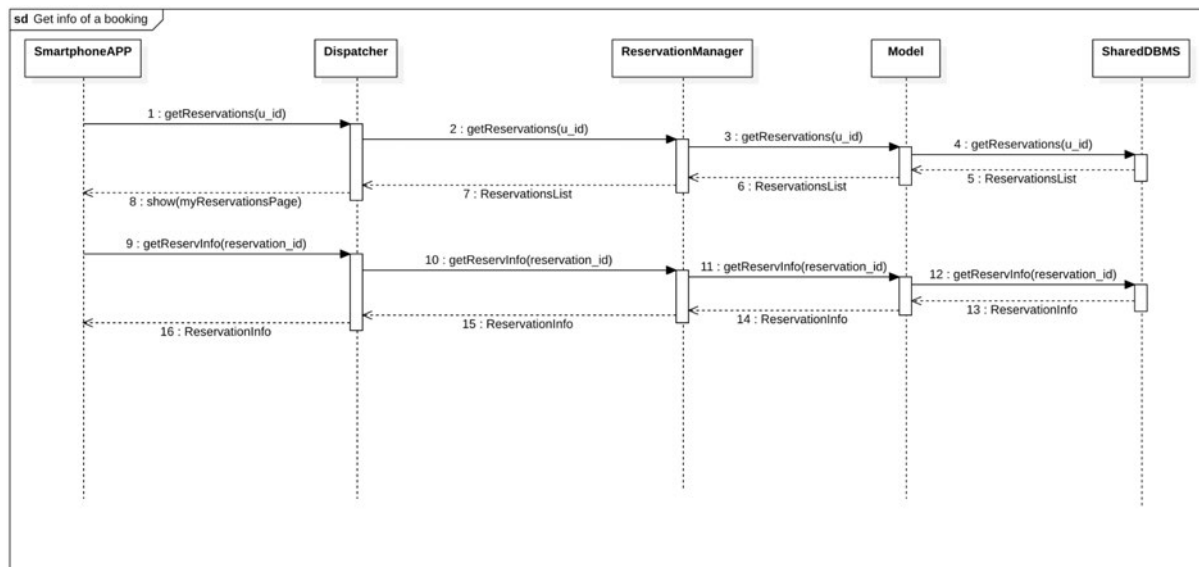 sd Get info of a booking
SmartphoneAPP
Dispatcher
ReservationManager
Model
SharedDBMS
1 : getReservations(u_id)
2 : getReservations(u_id)
3 : getReservations(u_id)
4 : getReservations(u_id)
5 : ReservationsList
6 : ReservationsList
7 : ReservationsList
8 : show(myReservationsPage)
9 : getReservInfo(reservation_id)
10 : getReservInfo(reservation_id)
11 : getReservInfo(reservation_id)
12 : getReservInfo(reservation_id)
13 : ReservationInfo
14 : ReservationInfo
15 : ReservationInfo
16 : ReservationInfo